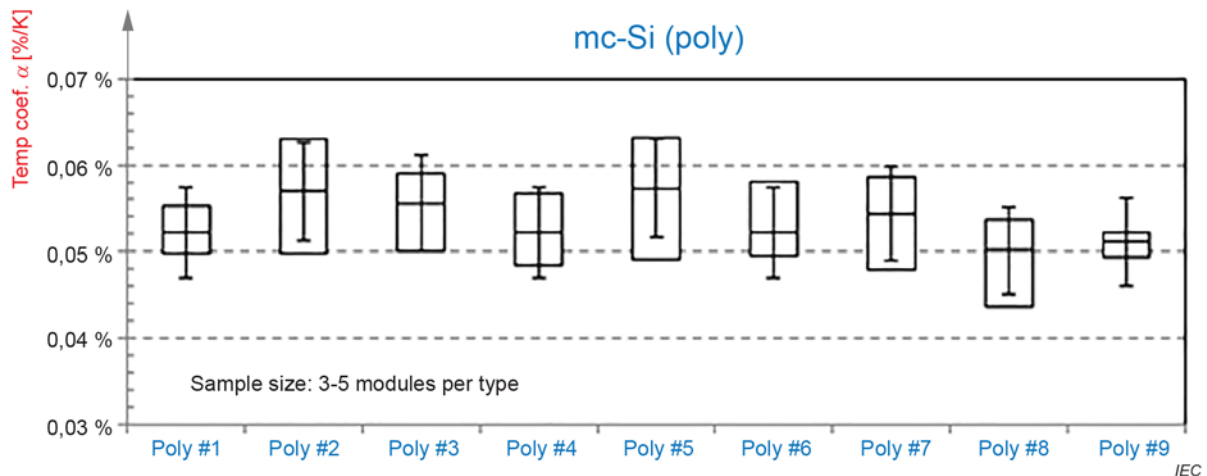 mc-Si (poly)
Temp coef. α [%/K]
0,07 %
0,06 %
0,05 %
0,04 %
0,03 %
Sample size: 3-5 modules per type
Poly #1 Poly #2 Poly #3 Poly #4 Poly #5 Poly #6 Poly #7 Poly #8 Poly #9
IEC